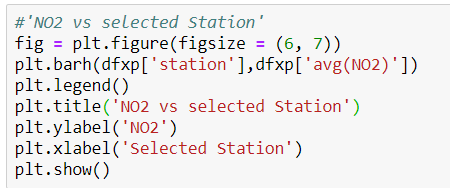 #'NO2 vs selected Station'
fig = plt.figure(figsize = (6, 7))
plt.barh(dfxp['station'],dfxp['avg(NO2)'])
plt.legend()
plt.title('NO2 vs selected Station')
plt.ylabel('NO2')
plt.xlabel('Selected Station')
plt.show()